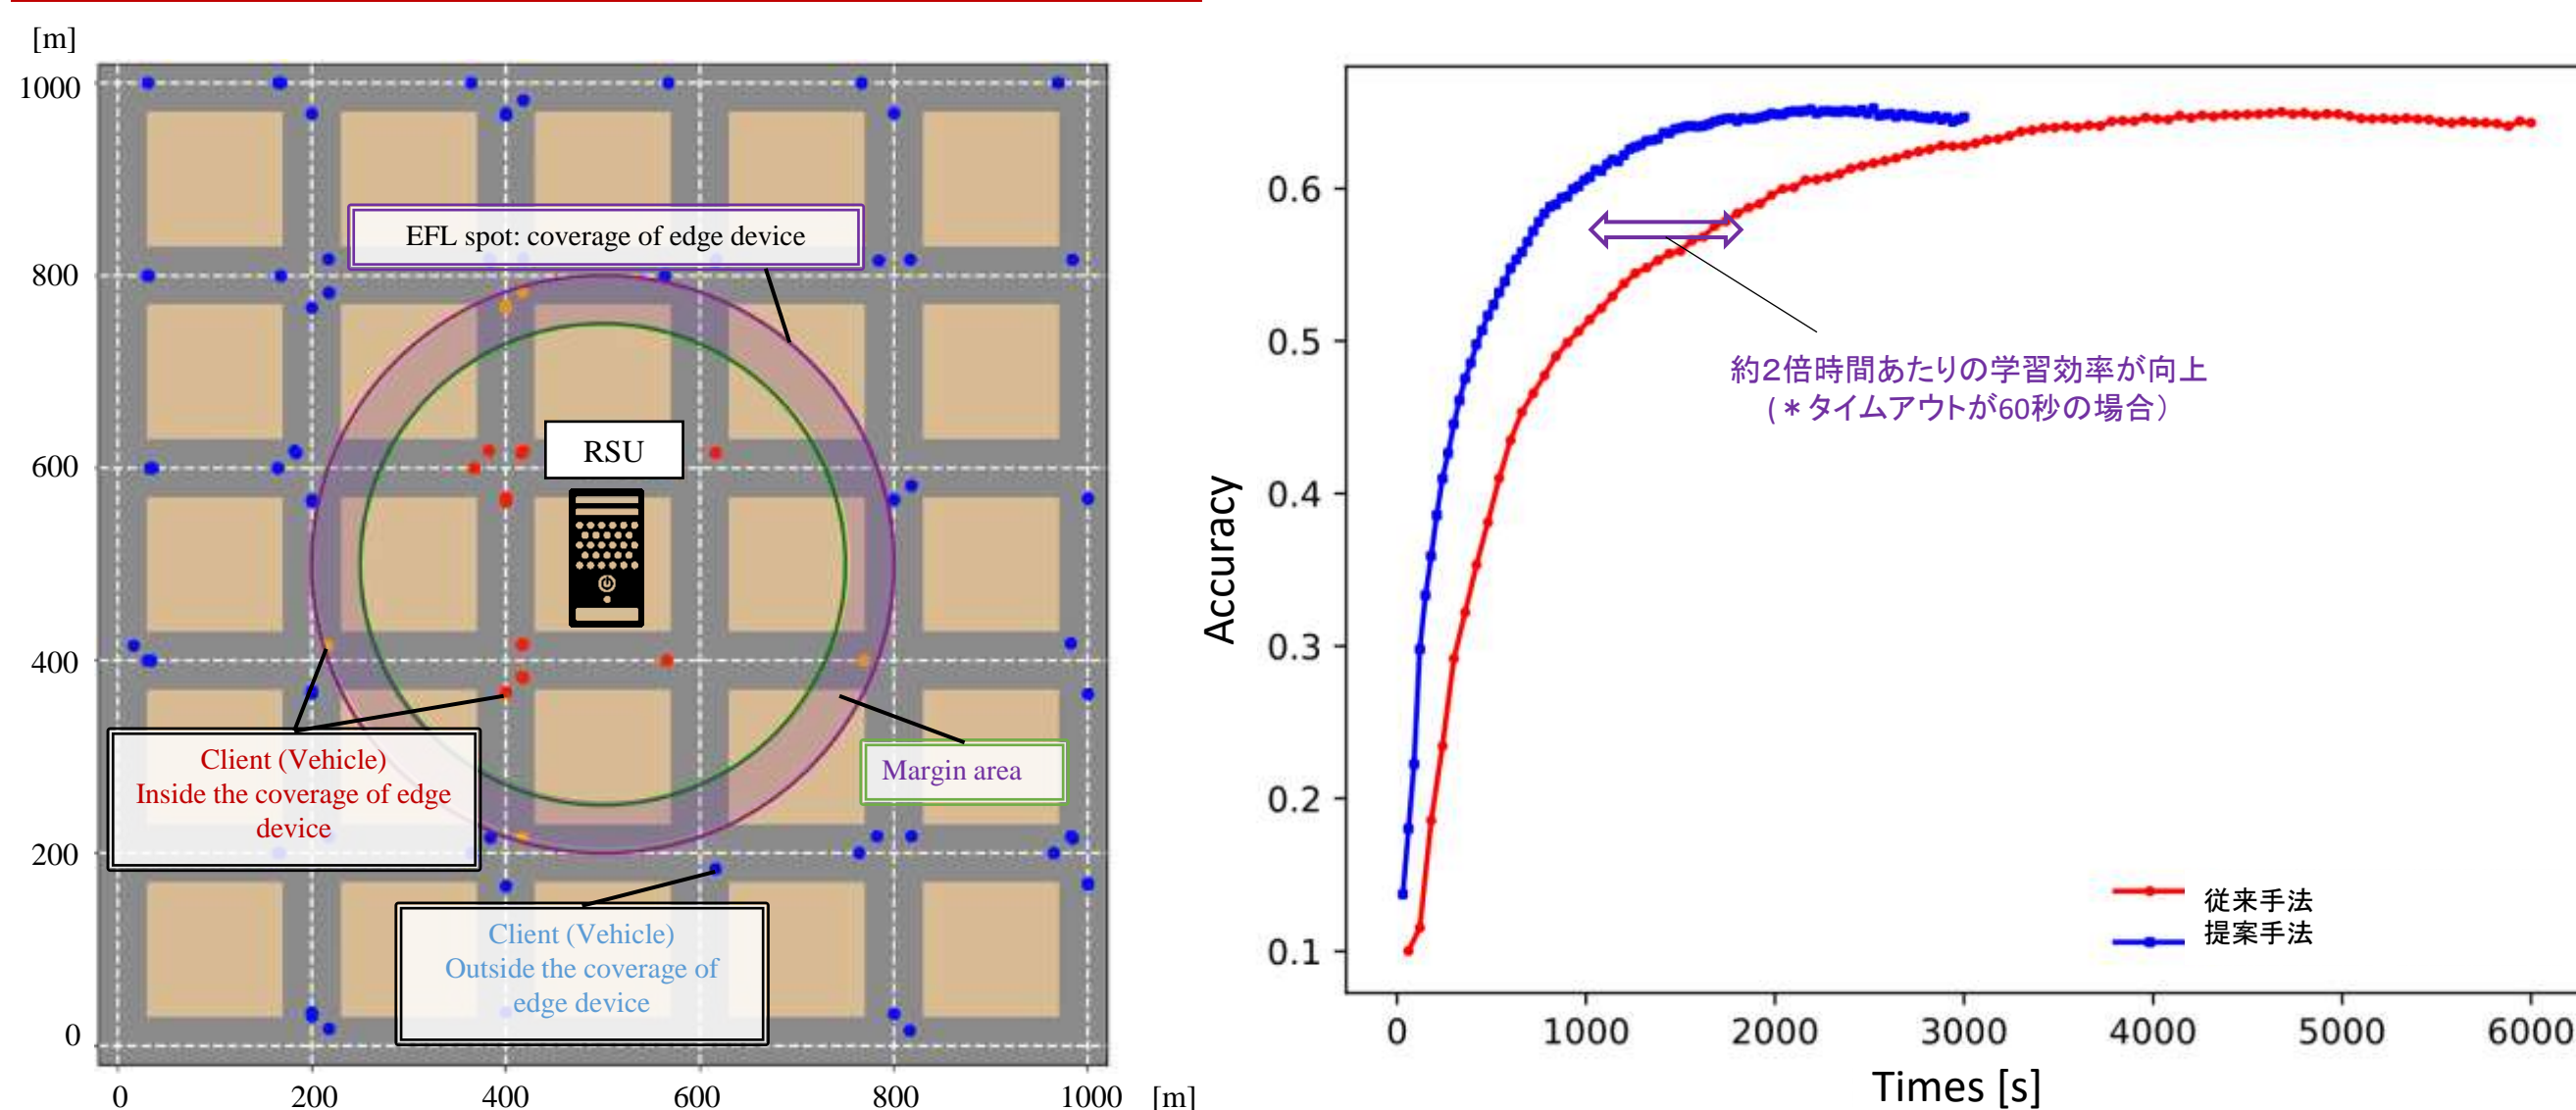 [m]
1000
800
600
400
200
0
0 200 400 600 800 1000 [m]
EFL spot: coverage of edge device
RSU
Client (Vehicle)
Inside the coverage of edge
device
Margin area
Client (Vehicle)
Outside the coverage of
edge device
Accuracy
0.6
0.5
0.4
0.3
0.2
0.1
0 1000 2000 3000 4000 5000 6000
Times [s]
約2倍時間あたりの学習効率が向上
(＊タイムアウトが60秒の場合）
従来手法
提案手法